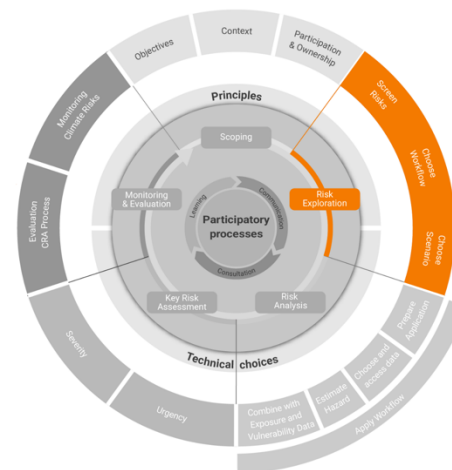 Objectives
Context
Participation
& Ownership
Screen
Risks
Choose
Workflow
Choose
Scenario
Prepare
Application
Choose and
access data
Estimate
Hazard
Combine with
Exposure and
Vulnerability Data
Apply Workflow
Urgency
Severity
Evaluation
CRA Process
Monitoring
Climate Risks
Principles
Scoping
Risk
Exploration
Risk
Analysis
Key Risk
Assessment
Monitoring
& Evaluation
Technical choices
Learning
Communication
Consultation
Participatory
processes